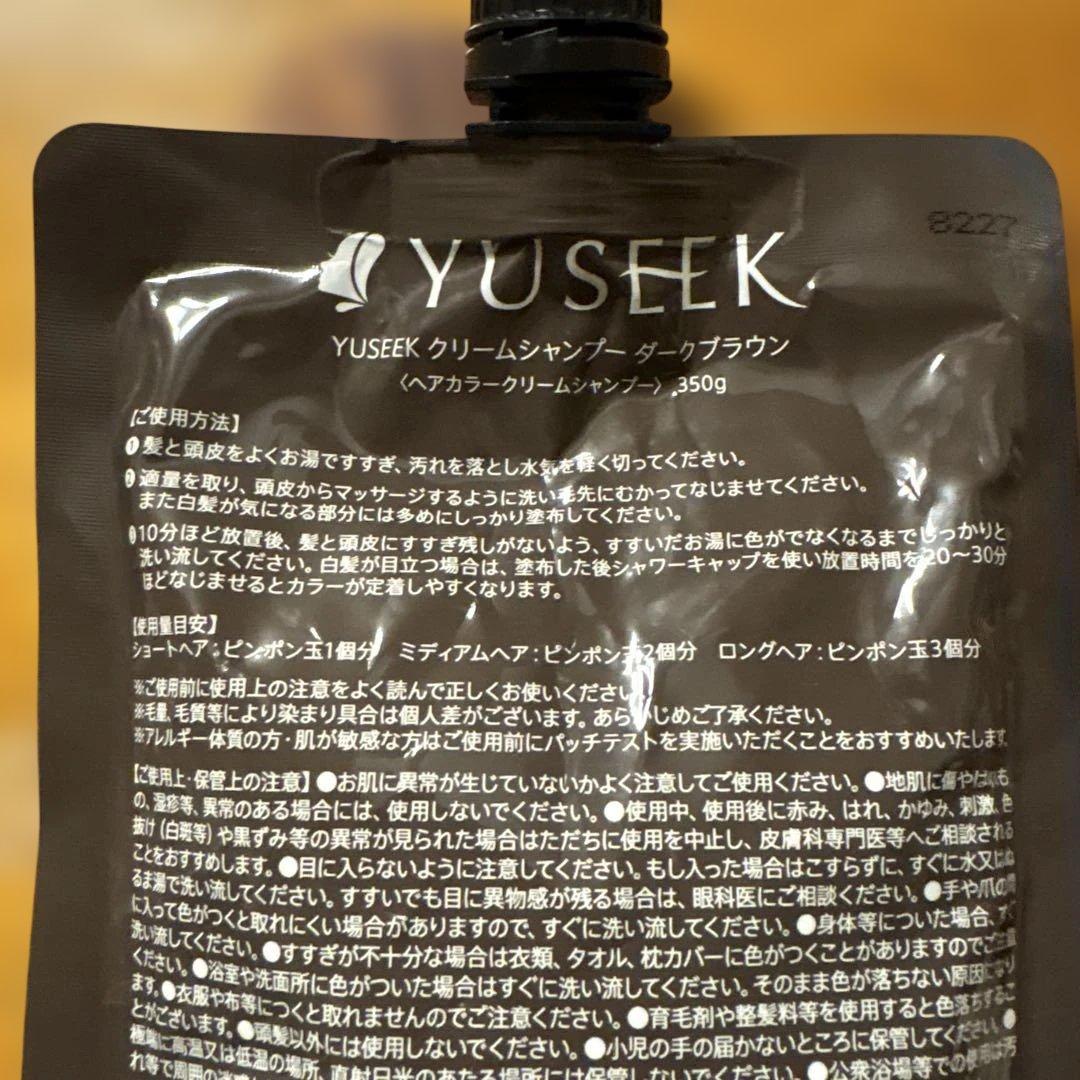 8227
YUSEEK
YUSEEK クリームシャンプー ダークブラウン
〈ヘアカラークリームシャンプー〉 350g
【ご使用方法】
❶ 髪と頭皮をよくお湯ですすぎ、汚れを落とし水気を軽く切ってください。
❷ 適量を取り、頭皮からマッサージするように洗い毛先にむかってなじませてください。
また白髪が気になる部分には多めにしっかり塗布してください。
10分ほど放置後、髪と頭皮にすすぎ残しがないよう、すすいだお湯に色がでなくなるまでしっかりと
洗い流してください。白髪が目立つ場合は、塗布した後シャワーキャップを使い放置時間を20〜30分
ほどなじませるとカラーが定着しやすくなります。
【使用量目安】
ショートヘア:ピンポン玉1個分 ミディアムヘア:ピンポン玉2個分 ロングヘア:ピンポン玉3個分
※ご使用前に使用上の注意をよく読んで正しくお使いください。
※毛量、毛質等により染まり具合は個人差がございます。あらかじめご了承ください。
※アレルギー体質の方・肌が敏感な方はご使用前にパッチテストを実施いただくことをおすすめいたします。
【ご使用上・保管上の注意】●お肌に異常が生じていないかよく注意してご使用ください。●地肌に傷やはれも
の、湿疹等、異常のある場合には、使用しないでください。●使用中、使用後に赤み、はれ、かゆみ、刺激、色
抜け(白斑等)や黒ずみ等の異常が見られた場合はただちに使用を中止し、皮膚科専門医等へご相談される
ことをおすすめします。●目に入らないように注意してください。もし入った場合はこすらずに、すぐに水又はぬ
るま湯で洗い流してください。すすいでも目に異物感が残る場合は、眼科医にご相談ください。●手や爪の間
に入って色がつくと取れにくい場合がありますので、すぐに洗い流してください。●身体等についた場合、すぐ
洗い流してください。●すすぎが不十分な場合は衣類、タオル、枕カバーに色がつくことがありますのでご注意
ください。●浴室や洗面所に色がついた場合はすぐに洗い流してください。そのまま色が落ちない原因になり
ます。●衣服や布等につくと取れませんのでご注意ください。●育毛剤や整髪料等を使用すると色落ちするこ
とがございます。●頭髪以外には使用しないでください。●小児の手の届かないところに保管してください。●
極端に高温又は低温の場所、直射日光のあたる場所には保管しないでください。●公衆浴場等での使用は汚
れ等で周囲の